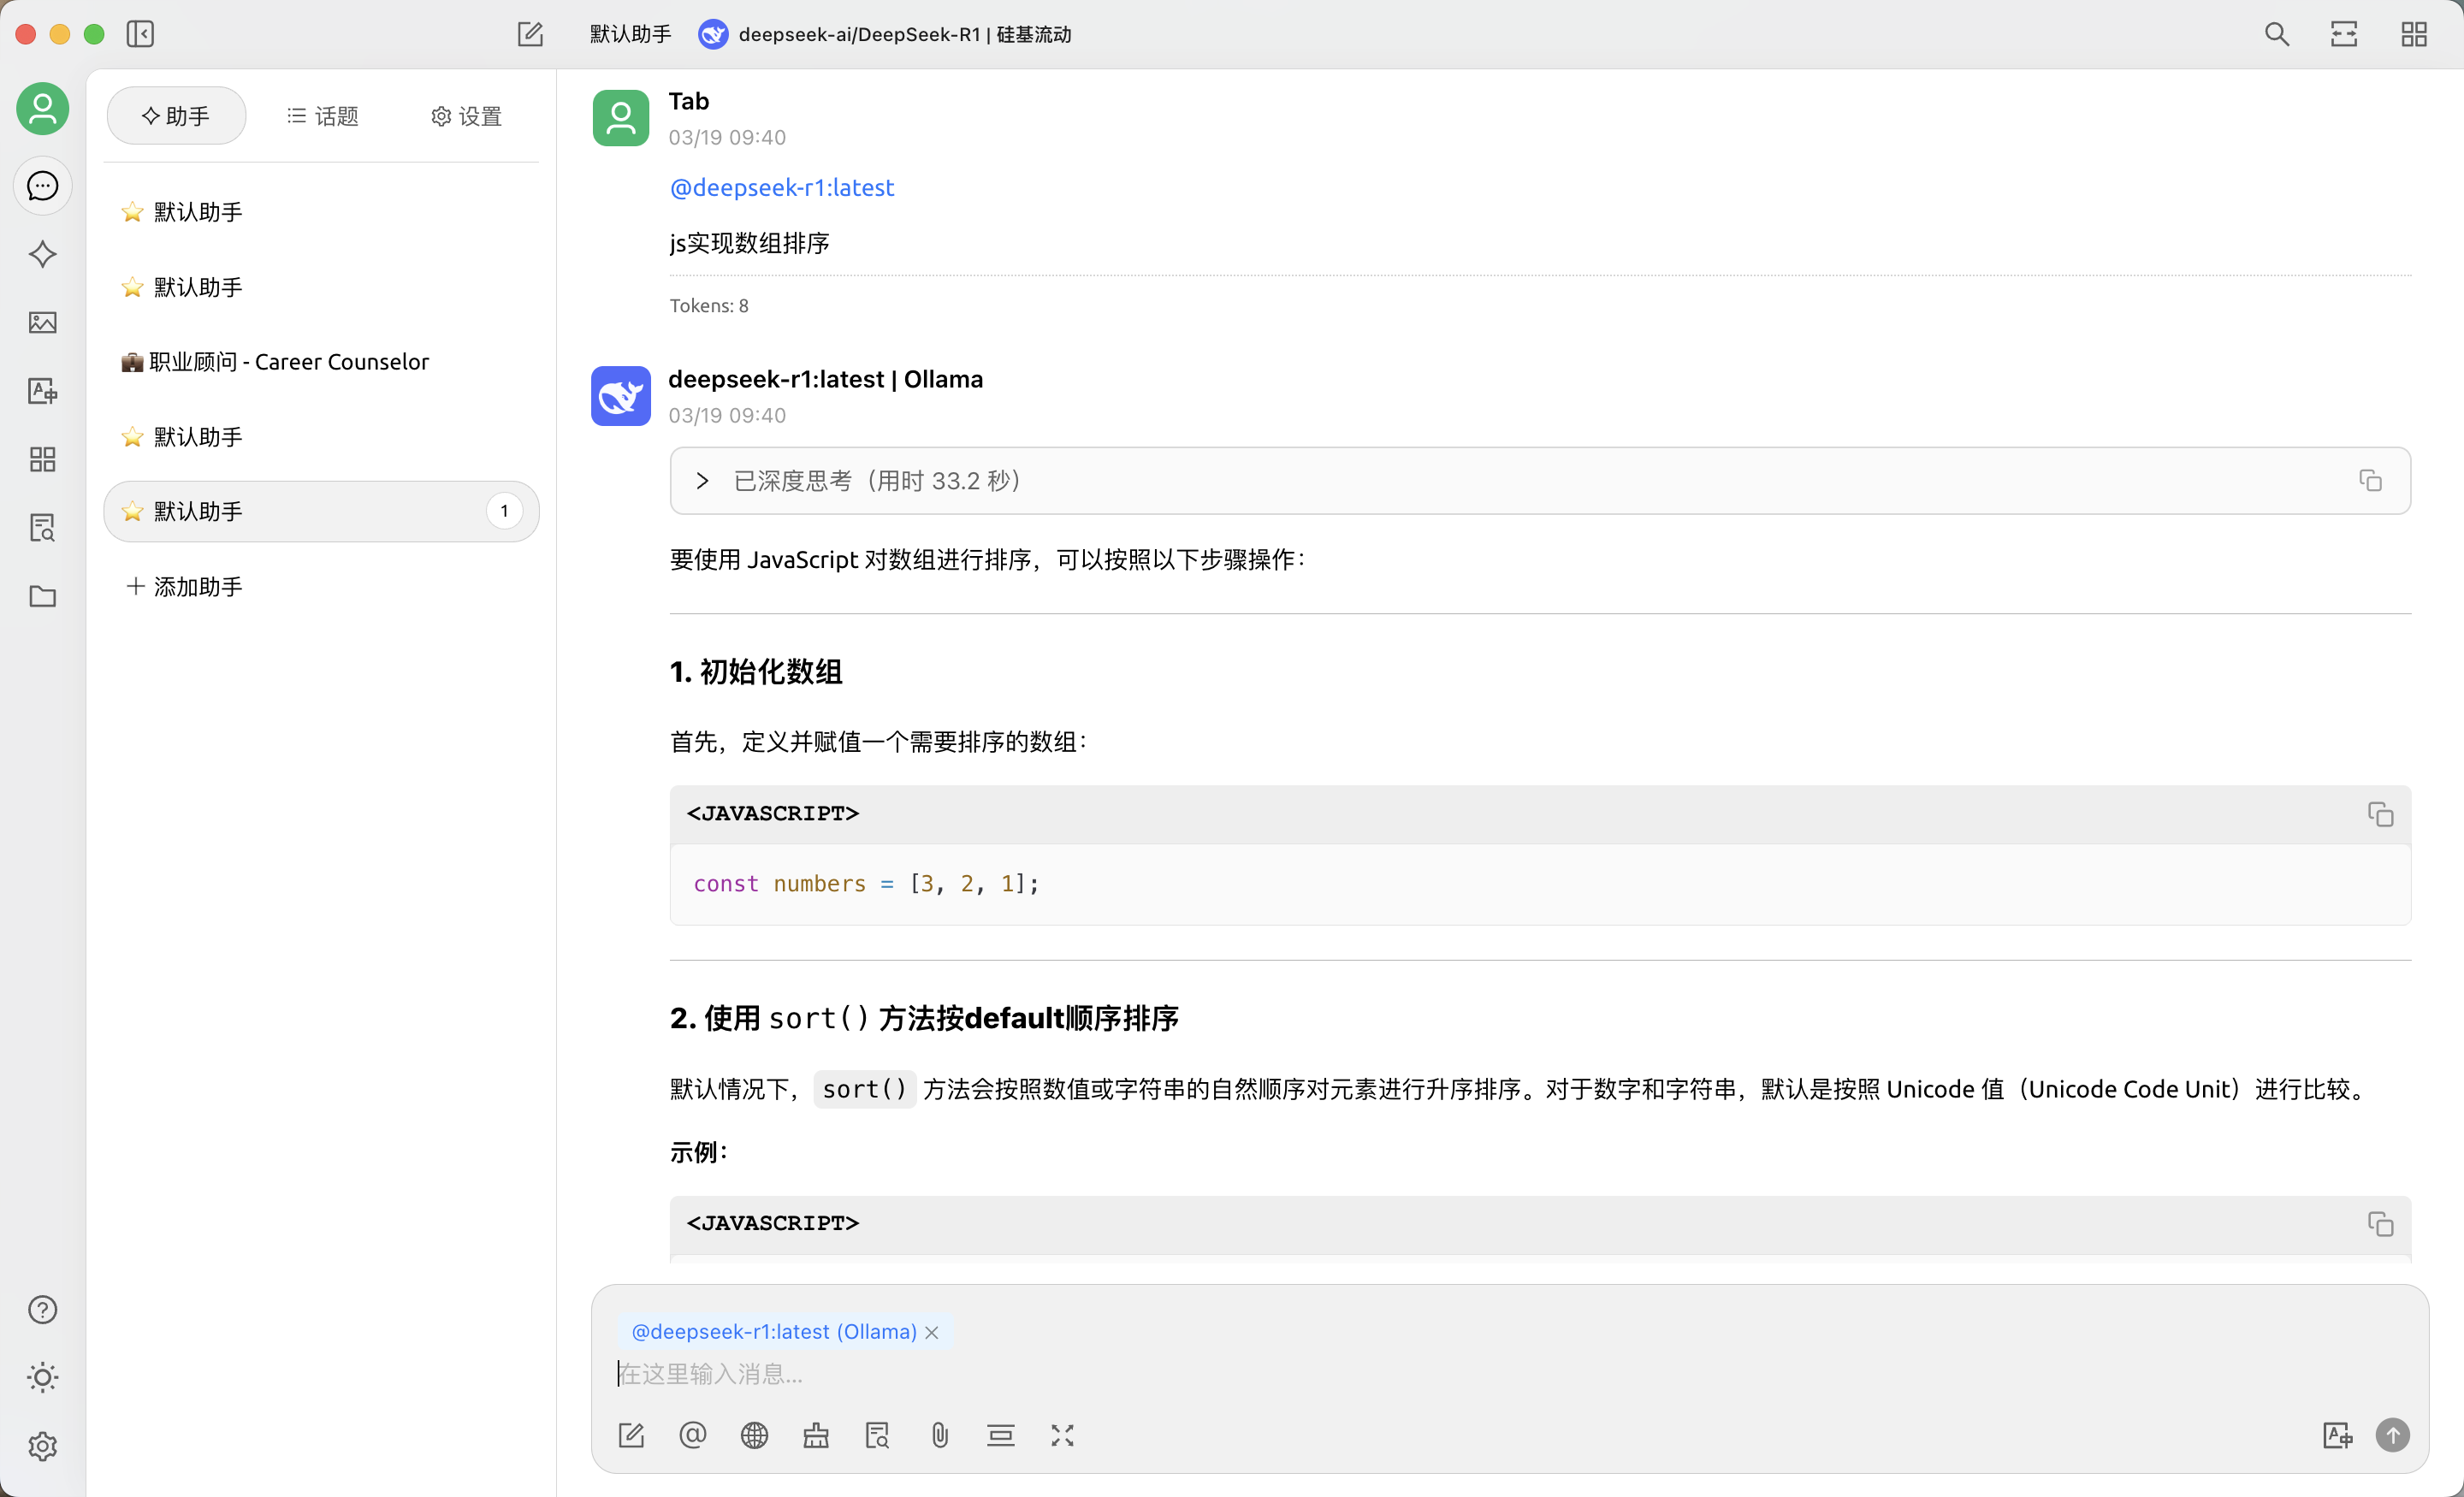 默认助手
deepseek-ai/DeepSeek-R1 | 硅基流动
助手
话题
设置
默认助手
默认助手
职业顾问 - Career Counselor
默认助手
默认助手
1
添加助手
Tab
03/19 09:40
@deepseek-r1:latest
js实现数组排序
Tokens: 8
deepseek-r1:latest | Ollama
03/19 09:40
已深度思考（用时 33.2 秒）
要使用 JavaScript 对数组进行排序，可以按照以下步骤操作：
1. 初始化数组
首先，定义并赋值一个需要排序的数组：
<JAVASCRIPT>
const numbers = [3, 2, 1];
2. 使用 sort() 方法按default顺序排序
默认情况下， sort() 方法会按照数值或字符串的自然顺序对元素进行升序排序。对于数字和字符串，默认是按照 Unicode 值（Unicode Code Unit）进行比较。
示例：
<JAVASCRIPT>
@deepseek-r1:latest (Ollama)
在这里输入消息...